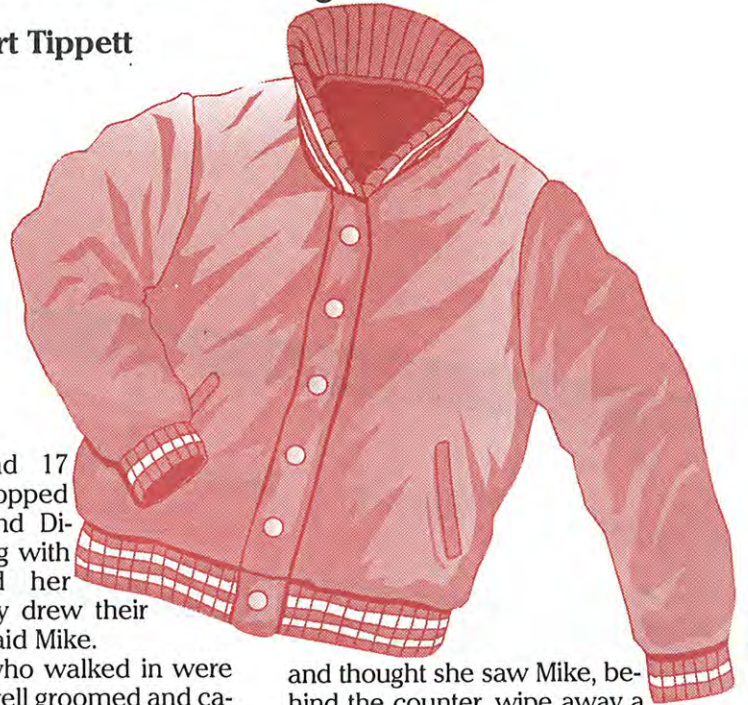 rt Tippett
nd 17
opped
nd Di-
g with
d her
y drew their
aid Mike.
who walked in were
ell groomed and ca-
and thought she saw Mike, be-
hind the counter, wipe away a